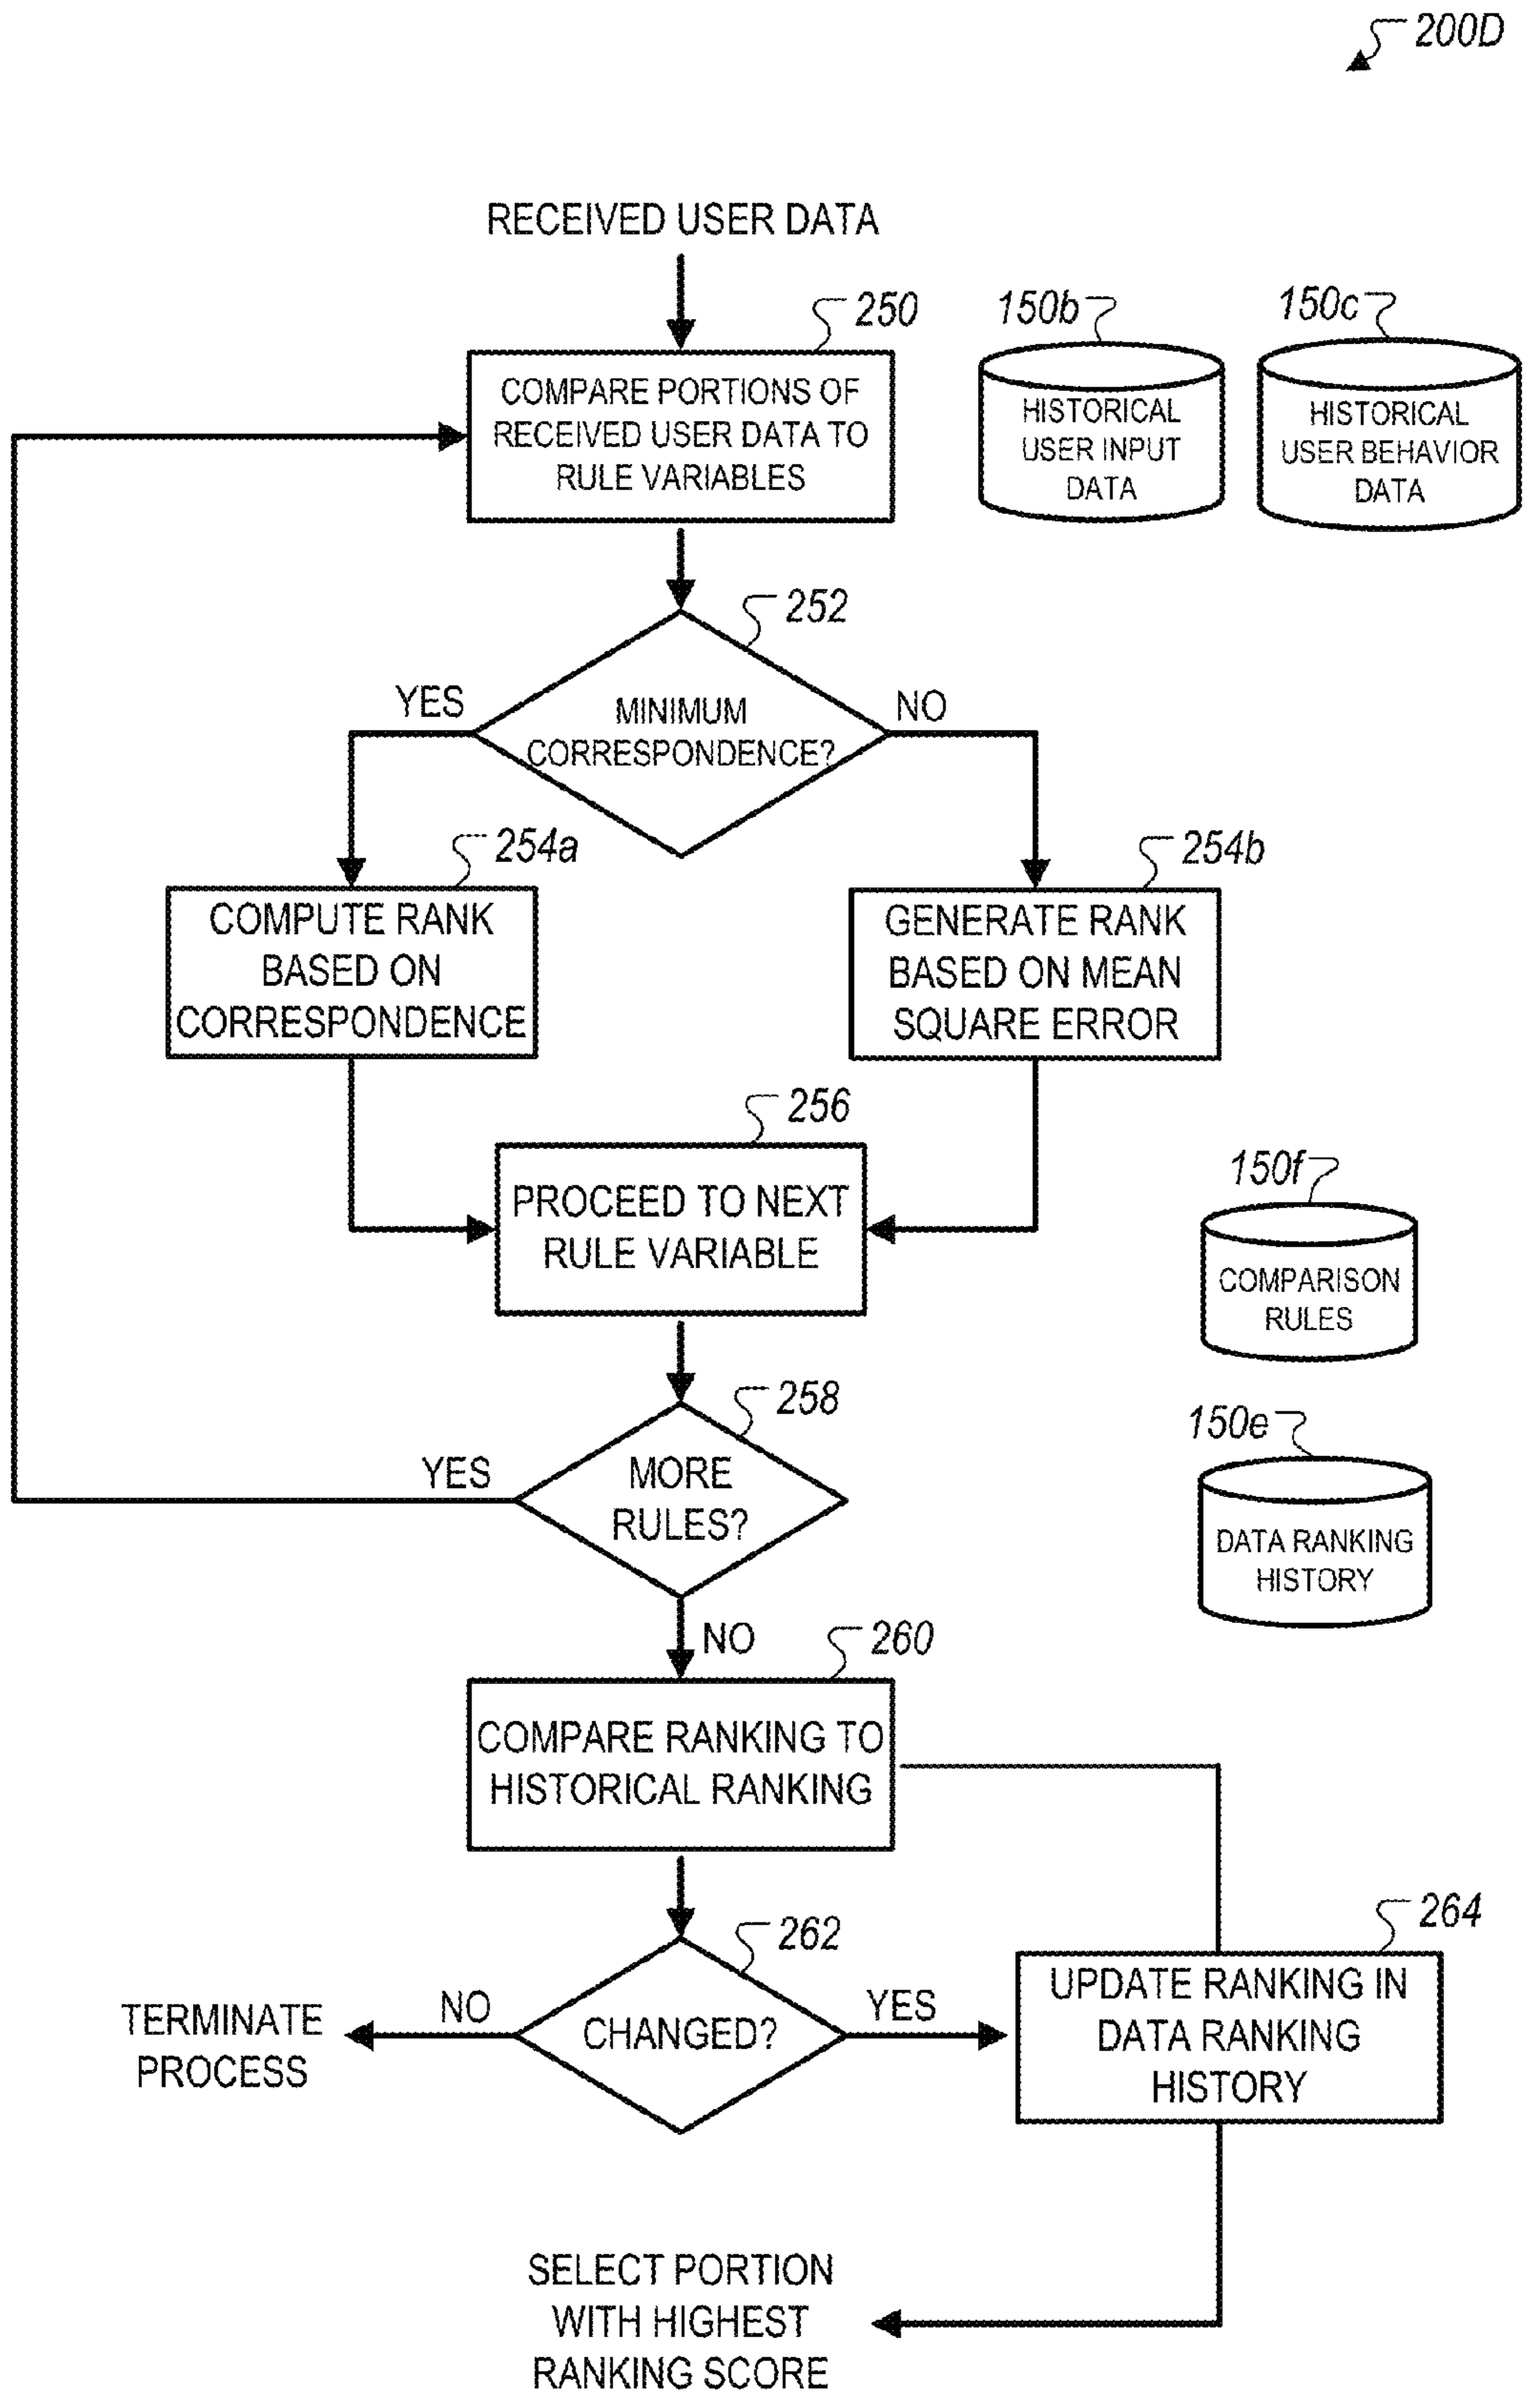 200D
RECEIVED USER DATA
250
COMPARE PORTIONS OF
RECEIVED USER DATA TO
RULE VARIABLES
150b
HISTORICAL
USER INPUT
DATA
150c
HISTORICAL
USER BEHAVIOR
DATA
252
YES
MINIMUM
CORRESPONDENCE?
NO
254a
COMPUTE RANK
BASED ON
CORRESPONDENCE
254b
GENERATE RANK
BASED ON MEAN
SQUARE ERROR
256
PROCEED TO NEXT
RULE VARIABLE
150f
COMPARISON
RULES
258
YES
MORE
RULES?
150e
DATA RANKING
HISTORY
NO
260
COMPARE RANKING TO
HISTORICAL RANKING
262
NO
CHANGED?
YES
TERMINATE
PROCESS
264
UPDATE RANKING IN
DATA RANKING
HISTORY
SELECT PORTION
WITH HIGHEST
RANKING SCORE